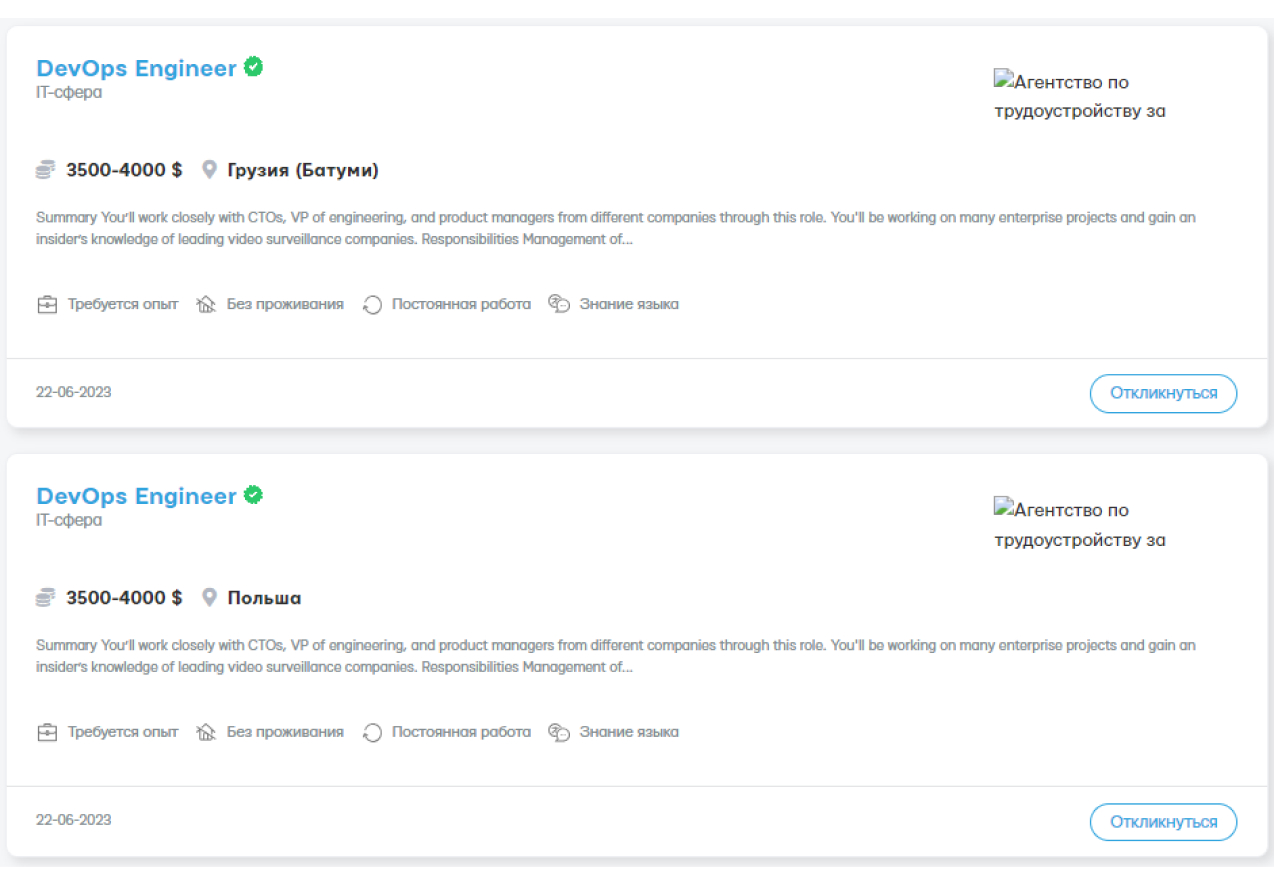 DevOps Engineer
IT-сфера
Агентство по
трудоустройству за
3500-4000 $ Грузия (Батуми)
Summary You'll work closely with CTOs, VP of engineering, and product managers from different companies through this role. You'll be working on many enterprise projects and gain an
insider's knowledge of leading video surveillance companies. Responsibilities Management of...
Требуется опыт Без проживания Постоянная работа Знание языка
22-06-2023 Откликнуться
DevOps Engineer
IT-сфера
Агентство по
трудоустройству за
3500-4000 $ Польша
Summary You'll work closely with CTOs, VP of engineering, and product managers from different companies through this role. You'll be working on many enterprise projects and gain an
insider's knowledge of leading video surveillance companies. Responsibilities Management of...
Требуется опыт Без проживания Постоянная работа Знание языка
22-06-2023 Откликнуться